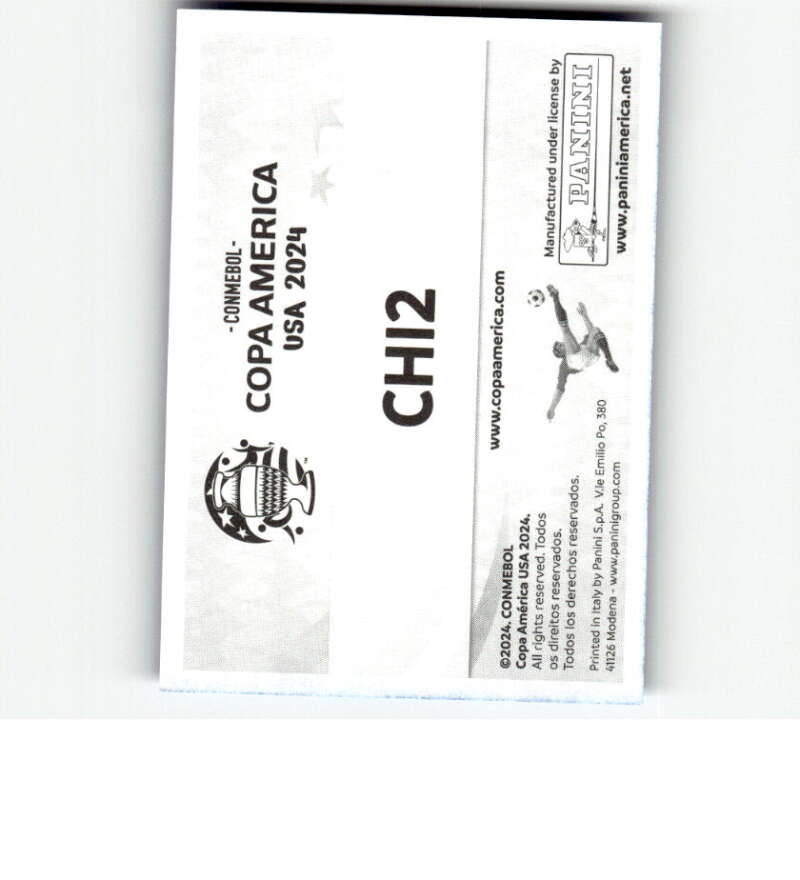 - CONMEBOL -
COPA AMERICA
USA 2024
CHI2
©2024. CONMEBOL
Copa América USA 2024.
All rights reserved. Todos
os direitos reservados.
Todos los derechos reservados.
Printed in Italy by Panini S.p.A. V.le Emilio Po, 380
41126 Modena - www.paninigroup.com
www.copaamerica.com
Manufactured under license by
PANINI
www.paniniamerica.net